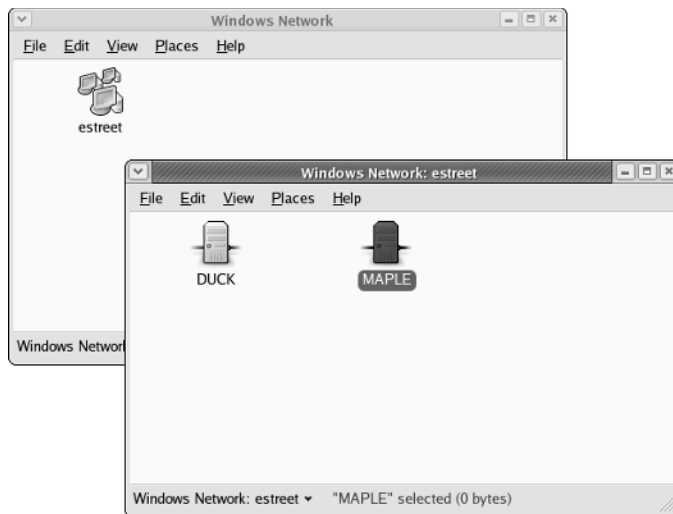 Windows Network
File Edit View Places Help
estreet
Windows Network
Windows Network: estreet
File Edit View Places Help
DUCK MAPLE
Windows Network: estreet "MAPLE" selected (0 bytes)